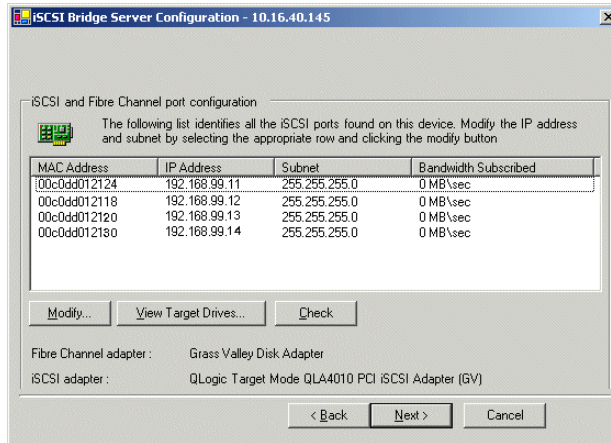 iSCSI Bridge Server Configuration - 10.16.40.145
iSCSI and Fibre Channel port configuration
The following list identifies all the iSCSI ports found on this device. Modify the IP address
and subnet by selecting the appropriate row and clicking the modify button
MAC Address IP Address Subnet Bandwidth Subscribed
00c0dd012124 192.168.99.11 255.255.255.0 0 MB\sec
00c0dd012118 192.168.99.12 255.255.255.0 0 MB\sec
00c0dd012120 192.168.99.13 255.255.255.0 0 MB\sec
00c0dd012130 192.168.99.14 255.255.255.0 0 MB\sec
Modify... View Target Drives... Check
Fibre Channel adapter : Grass Valley Disk Adapter
iSCSI adapter : QLogic Target Mode QLA4010 PCI iSCSI Adapter (GV)
< Back Next > Cancel